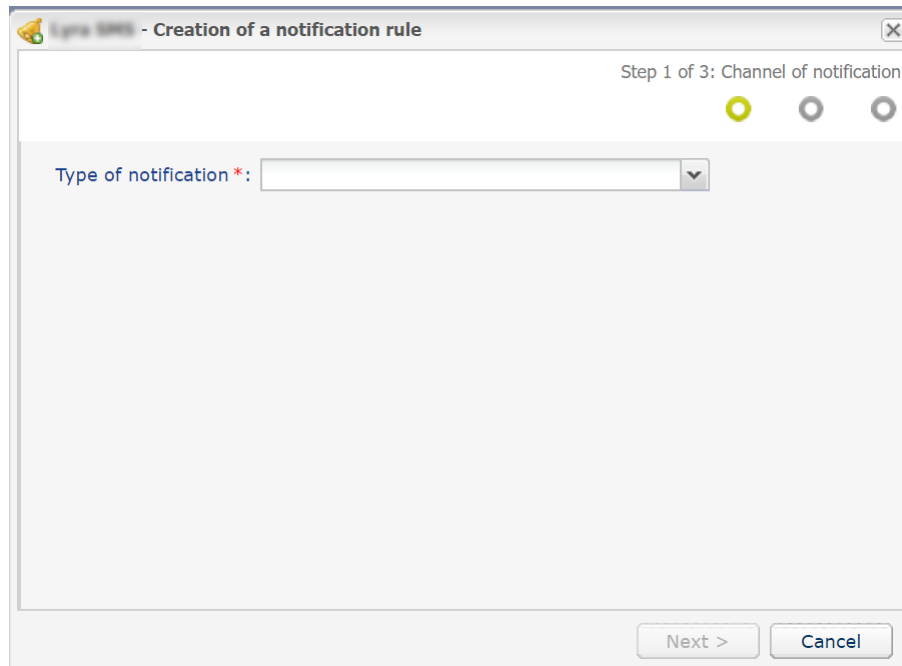 - Creation of a notification rule
Step 1 of 3: Channel of notification
Type of notification *:
Next >
Cancel